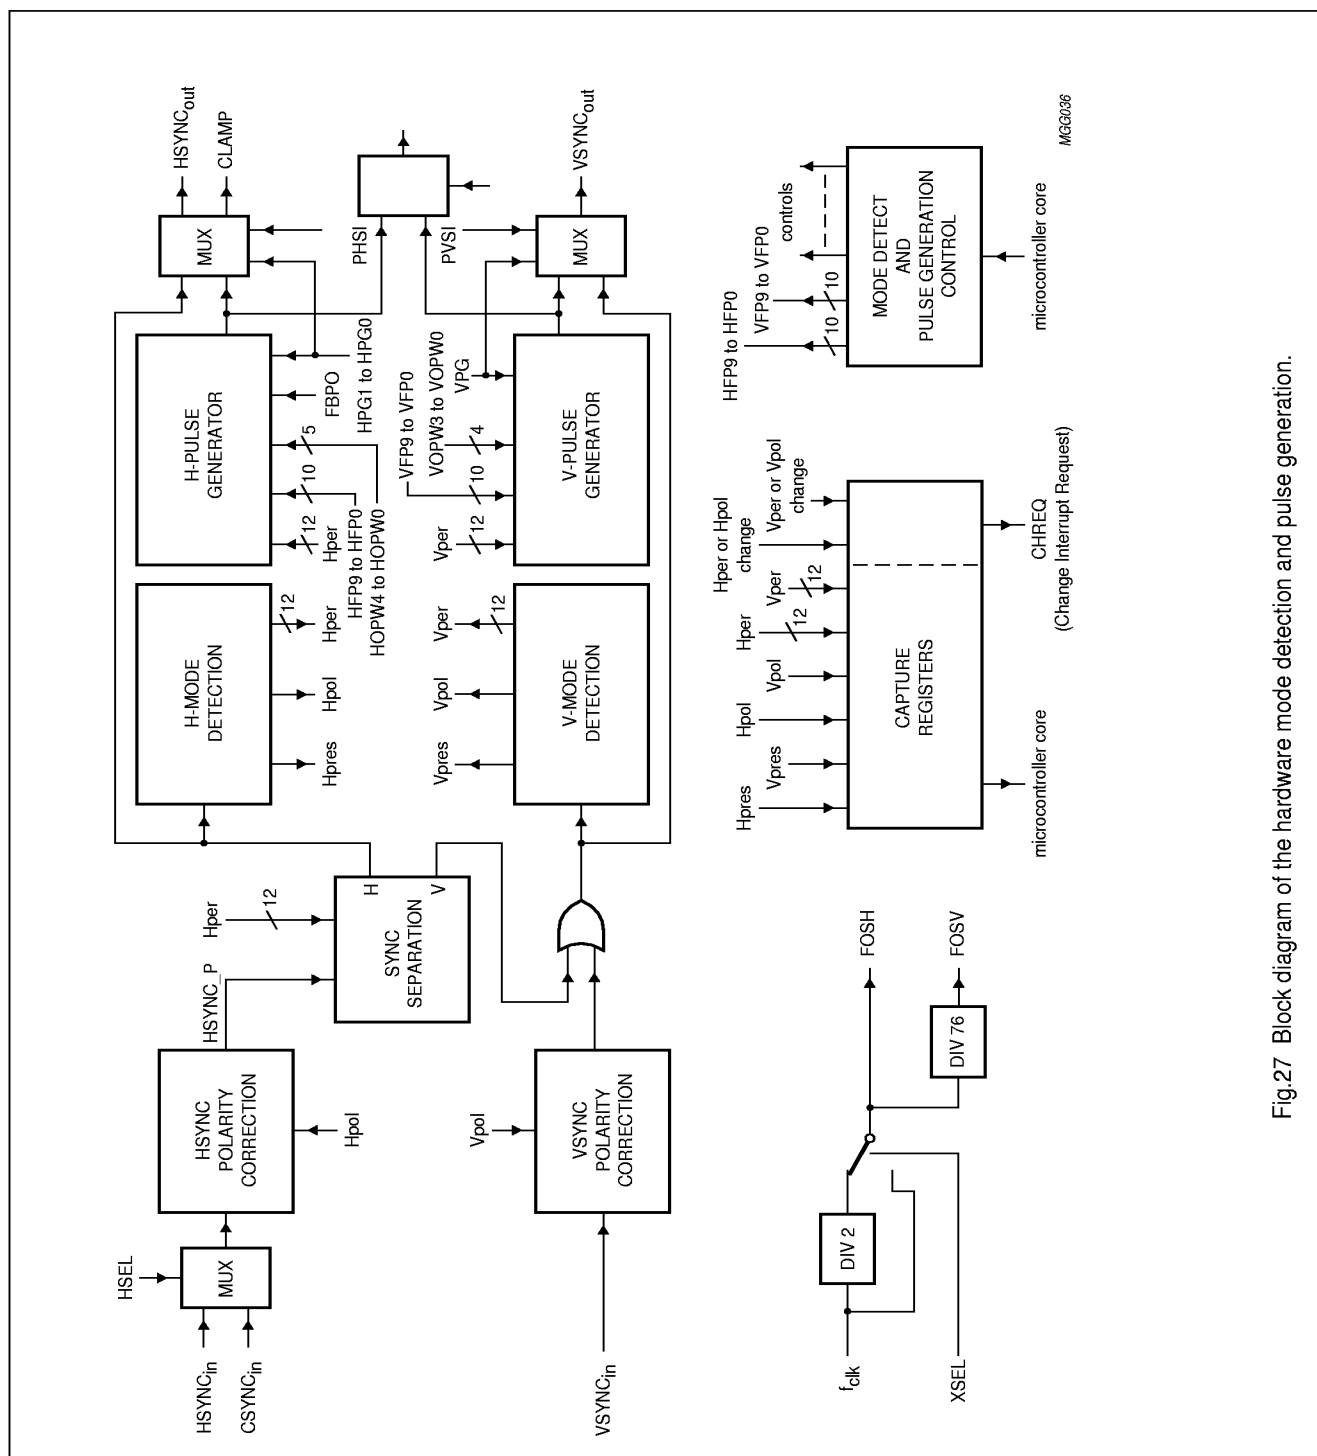 HSEL
HSYNCin
CSYNCin
MUX
HSYNC
POLARITY
CORRECTION
Hpol
HSYNC_P
Hper
12
SYNC
SEPARATION
H
V
H-MODE
DETECTION
Hpres
Hpol
Hper
12
H-PULSE
GENERATOR
Hper
12
10
5
HFP9 to HFP0
HOPW4 to HOPW0
FBPO
HPG1 to HPG0
MUX
HSYNCout
CLAMP
PHSI
PVSI
VSYNCin
Vpol
VSYNC
POLARITY
CORRECTION
Vpres
Vpol
Vper
12
V-MODE
DETECTION
Vper
12
VFP9 to VFP0
10
VOPW3 to VOPW0
4
VPG
V-PULSE
GENERATOR
MUX
VSYNCout
fclk
XSEL
DIV 2
DIV 76
FOSH
FOSV
Hpres
Vpres
Hpol
Vpol
Hper
12
Vper
12
Hper or Hpol
change
Vper or Vpol
change
CAPTURE
REGISTERS
microcontroller core
CHREQ
(Change Interrupt Request)
HFP9 to HFP0
10
VFP9 to VFP0
10
controls
MODE DETECT
AND
PULSE GENERATION
CONTROL
microcontroller core
MGG036
Fig.27 Block diagram of the hardware mode detection and pulse generation.